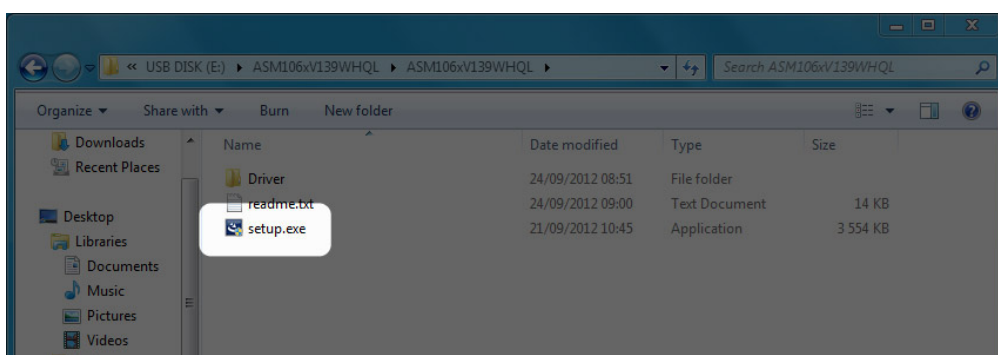 « USB DISK (E:) ▸ ASM106xV139WHQL ▸ ASM106xV139WHQL ▸ Search ASM106xV139WHQL
Organize Share with Burn New folder
Downloads
Recent Places
Desktop
Libraries
Documents
Music
Pictures
Videos
Name Date modified Type Size
Driver 24/09/2012 08:51 File folder
readme.txt 24/09/2012 09:00 Text Document 14 KB
setup.exe 21/09/2012 10:45 Application 3 554 KB